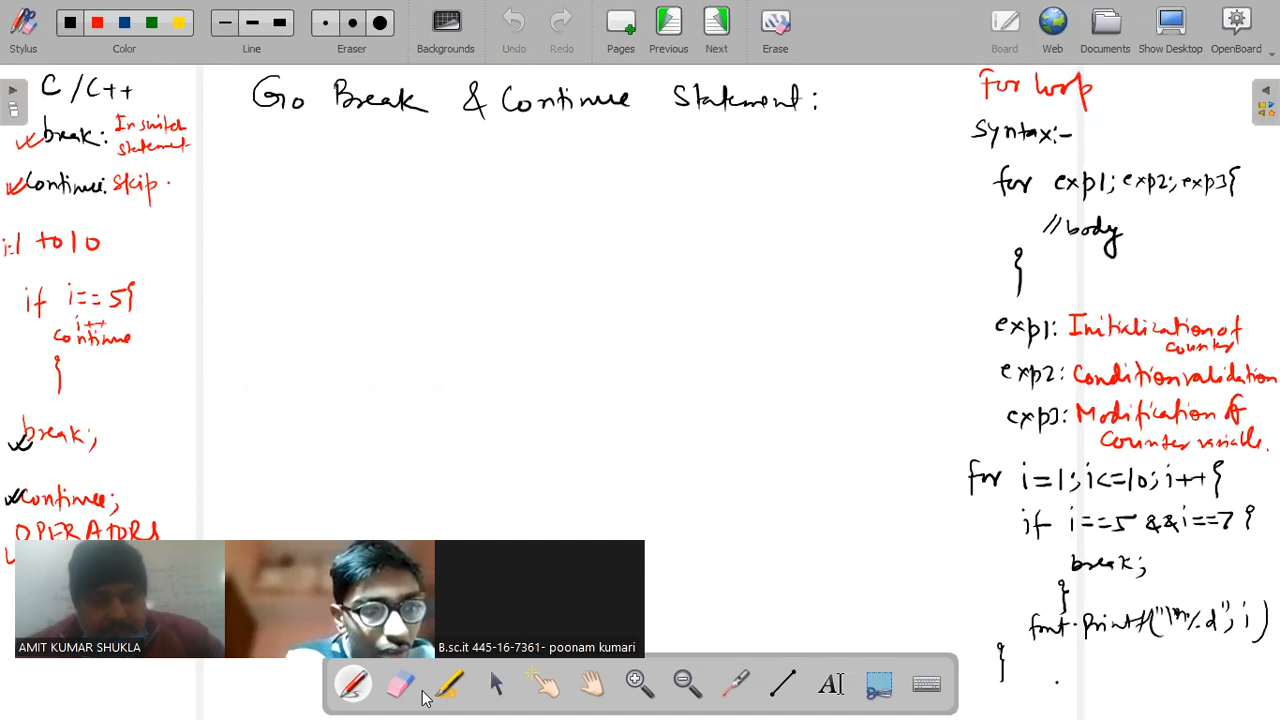 Stylus
Color
Line
Eraser
Backgrounds
Undo
Redo
Pages
Previous
Next
Erase
Board
Web
Documents
Show Desktop
OpenBoard
C/C++
break: In switch
statement
continue: skip.
i=1 to 10
if i==5{
i++
continue
}
break;
continue;
OPERATORS
Go Break & Continue Statement:
For loop
Syntax:-
for exp1; exp2; exp3{
//body
}
exp1: Initialization of
counter
exp2: Condition validation
exp3: Modification of
counter variable.
for i=1; i<=10; i++{
if i==5 && i==7{
break;
}
fmt.printf("\n%d", i)
}
AMIT KUMAR SHUKLA
B.sc.it 445-16-7361- poonam kumari